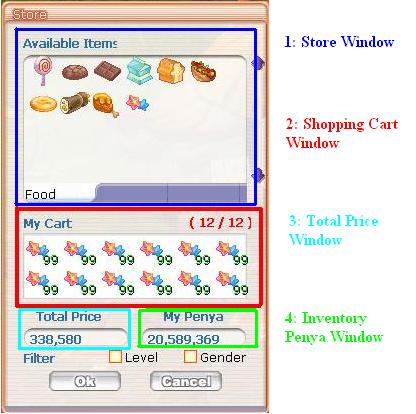 Store
Available Items
Food
My Cart ( 12 / 12 )
99 99 99 99 99 99
99 99 99 99 99 99
Total Price My Penya
338,580 20,589,369
Filter Level Gender
Ok Cancel
1: Store Window
2: Shopping Cart
Window
3: Total Price
Window
4: Inventory
Penya Window